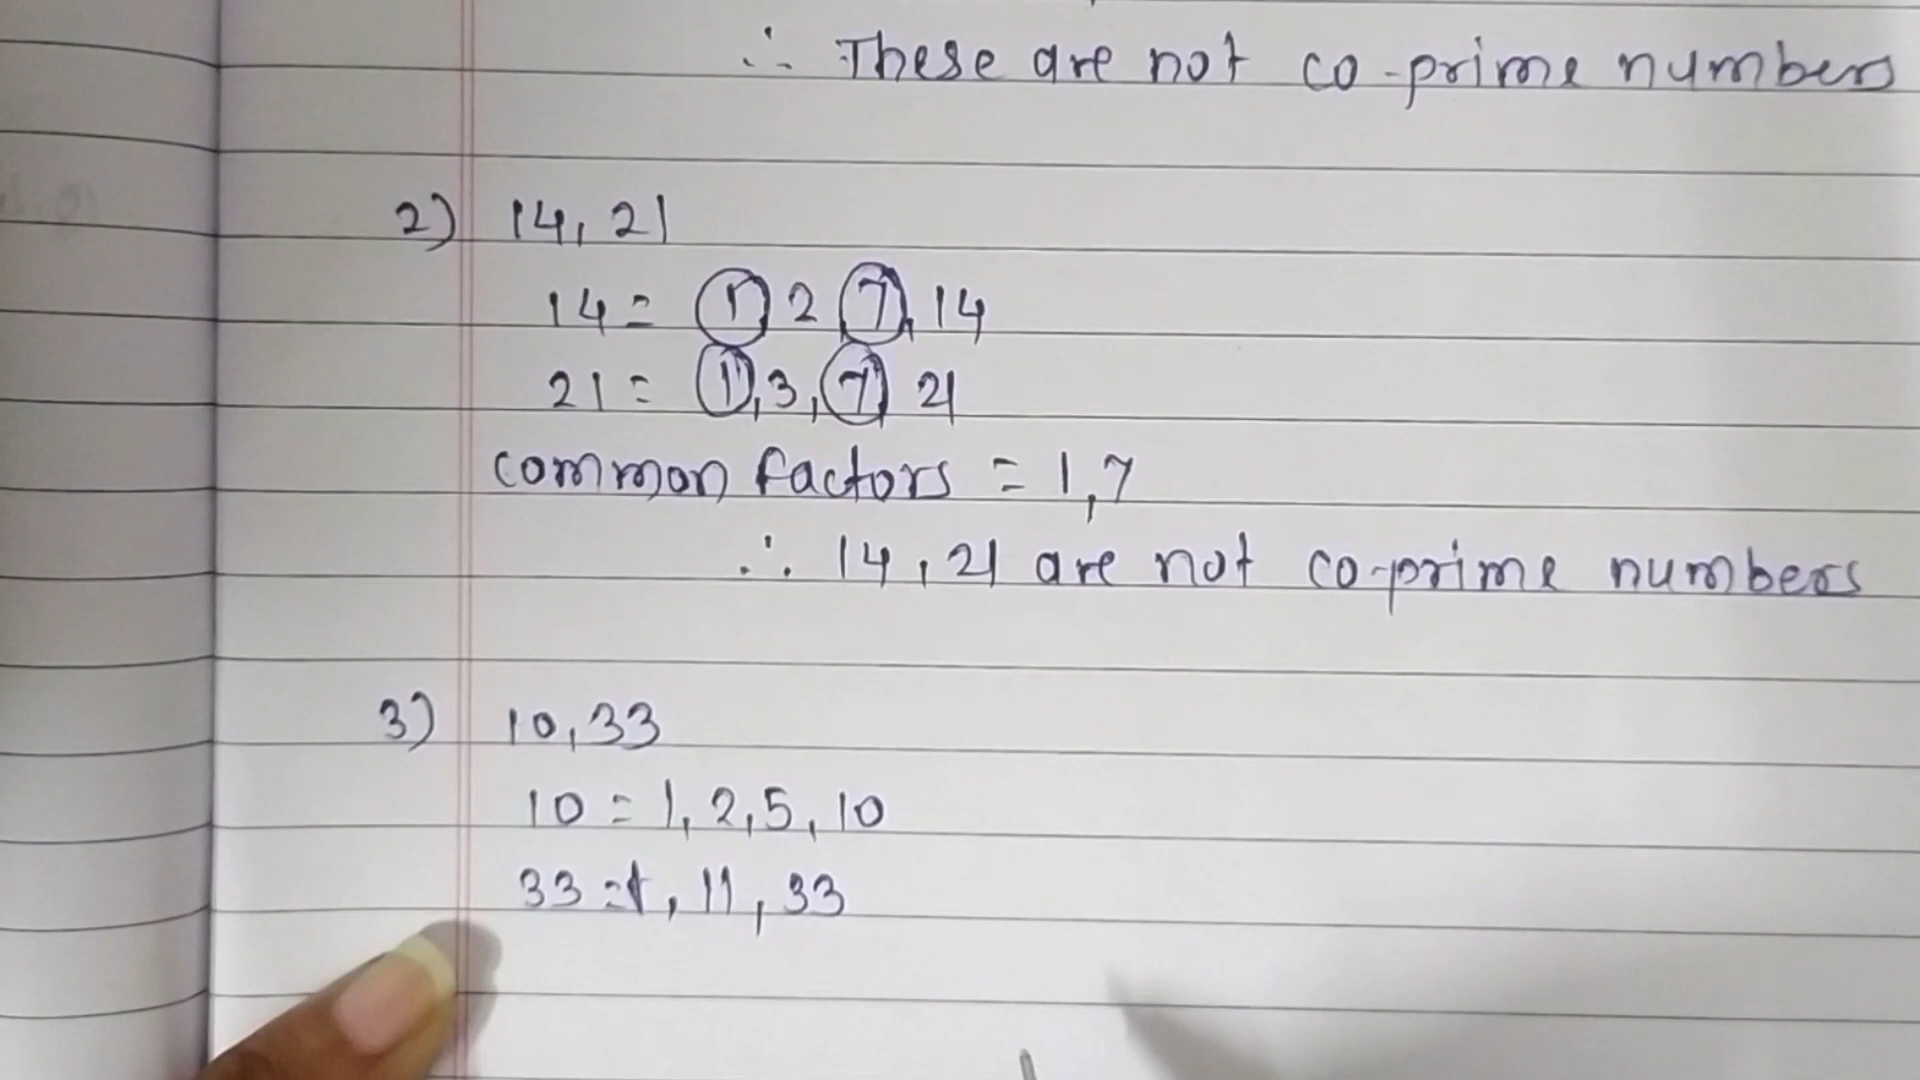 ∴ These are not co-prime numbers
2) 14, 21
14 = 1, 2, 7, 14
21 = 1, 3, 7, 21
common factors = 1, 7
∴ 14, 21 are not co-prime numbers
3) 10, 33
10 = 1, 2, 5, 10
33 = 1, 11, 33